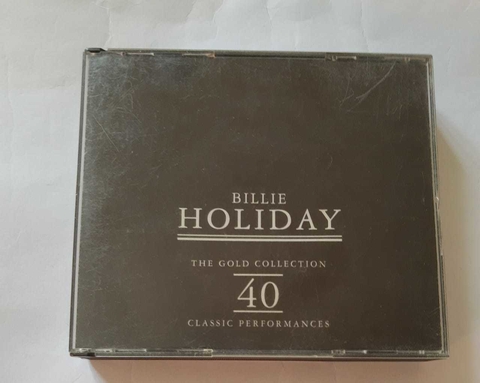 BILLIE
HOLIDAY
THE GOLD COLLECTION
40
CLASSIC PERFORMANCES